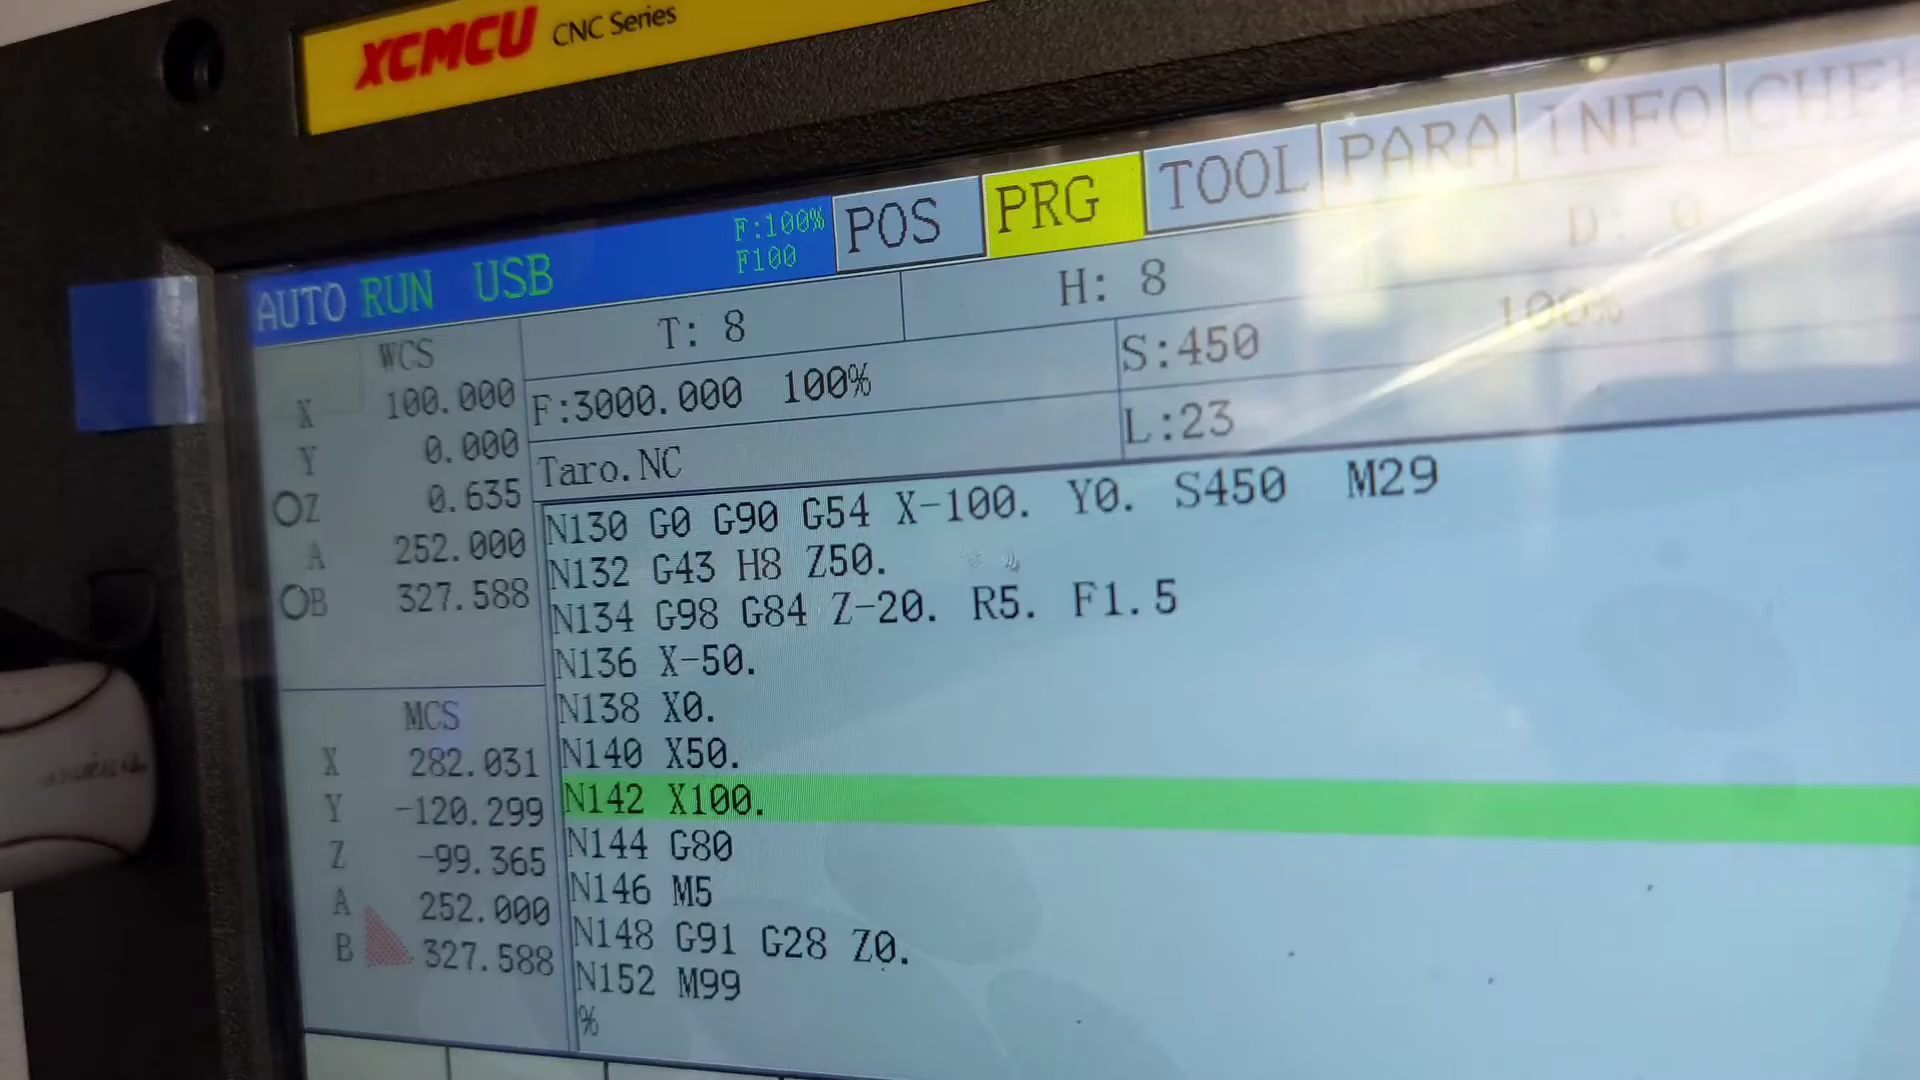 XCMCU CNC Series
AUTO RUN USB F:100% F100 POS PRG TOOL PARA INFO
T: 8 H: 8 D: 0
F:3000.000 100% S:450 100%
Taro.NC L:23
WCS
X 100.000
Y 0.000
Z 0.635
A 252.000
B 327.588
MCS
X 282.031
Y -120.299
Z -99.365
A 252.000
B 327.588
N130 G0 G90 G54 X-100. Y0. S450 M29
N132 G43 H8 Z50.
N134 G98 G84 Z-20. R5. F1.5
N136 X-50.
N138 X0.
N140 X50.
N142 X100.
N144 G80
N146 M5
N148 G91 G28 Z0.
N152 M99
%